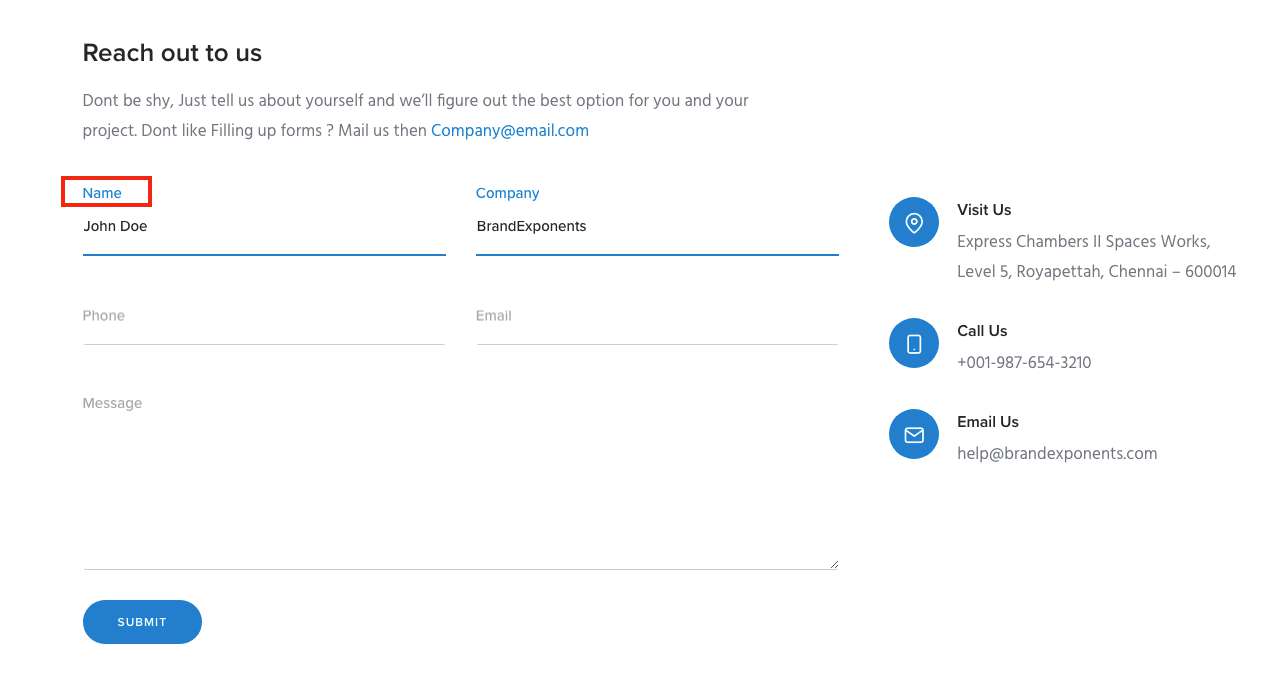 Reach out to us
Dont be shy, Just tell us about yourself and we’ll figure out the best option for you and your
project. Dont like Filling up forms ? Mail us then Company@email.com
Name
John Doe
Company
BrandExponents
Phone
Email
Message
SUBMIT
Visit Us
Express Chambers II Spaces Works,
Level 5, Royapettah, Chennai – 600014
Call Us
+001-987-654-3210
Email Us
help@brandexponents.com